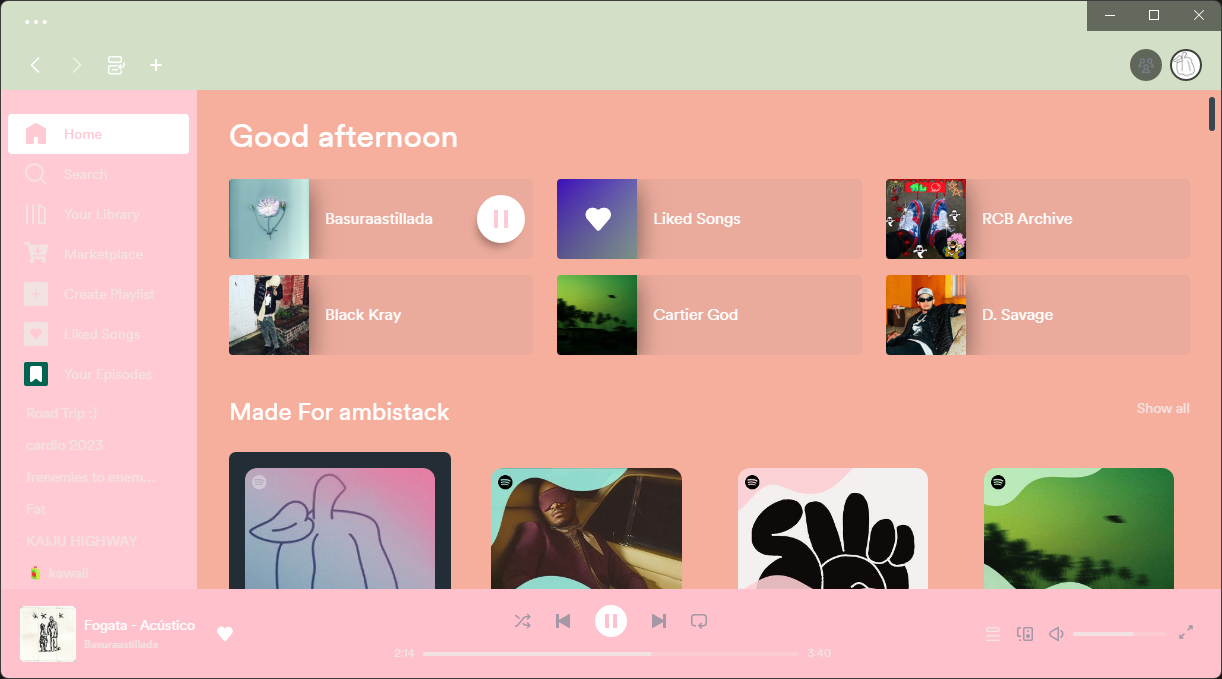 Home
Search
Your Library
Marketplace
Create Playlist
Liked Songs
Your Episodes
Road Trip :)
cardio 2023
frenemies to enem...
Fat
KAIJU HIGHWAY
kawaii
Good afternoon
Basuraastillada
Liked Songs
RCB Archive
Black Kray
Cartier God
D. Savage
Made For ambistack
Show all
Fogata - Acústico
Basuraastillada
2:14
3:40